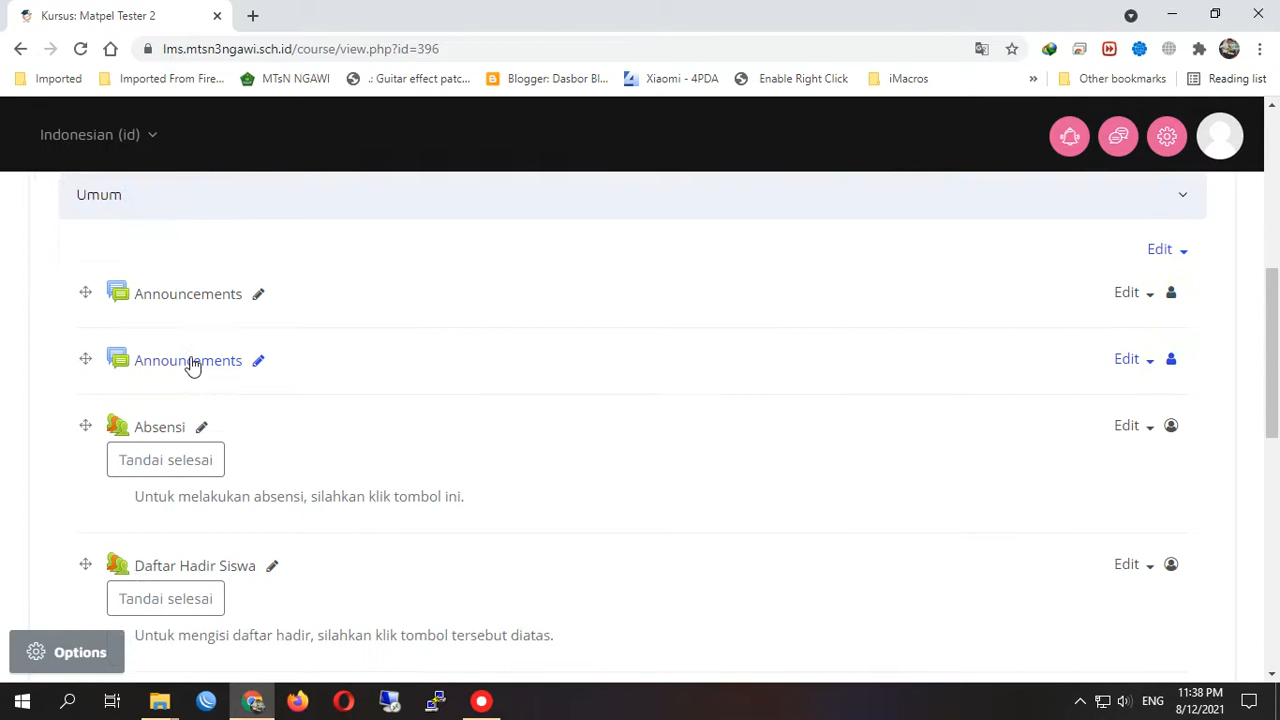 Kursus: Matpel Tester 2
lms.mtsn3ngawi.sch.id/course/view.php?id=396
Imported
Imported From Fire...
MTsN NGAWI
.: Guitar effect patc...
Blogger: Dasbor Bl...
Xiaomi - 4PDA
Enable Right Click
iMacros
»
Other bookmarks
Reading list
Indonesian (id)
Umum
Edit
Announcements
Edit
Announcements
Edit
Absensi
Edit
Tandai selesai
Untuk melakukan absensi, silahkan klik tombol ini.
Daftar Hadir Siswa
Edit
Tandai selesai
Untuk mengisi daftar hadir, silahkan klik tombol tersebut diatas.
Options
ENG
11:38 PM
8/12/2021